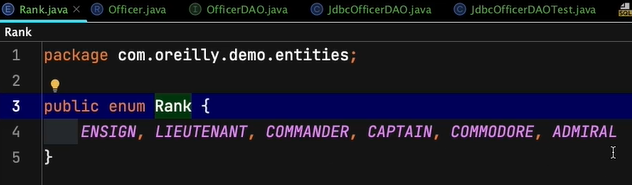 Rank.java Officer.java OfficerDAO.java JdbcOfficerDAO.java JdbcOfficerDAOTest.java
Rank
1 package com.oreilly.demo.entities;
2
3 public enum Rank {
4 ENSIGN, LIEUTENANT, COMMANDER, CAPTAIN, COMMODORE, ADMIRAL
5 }